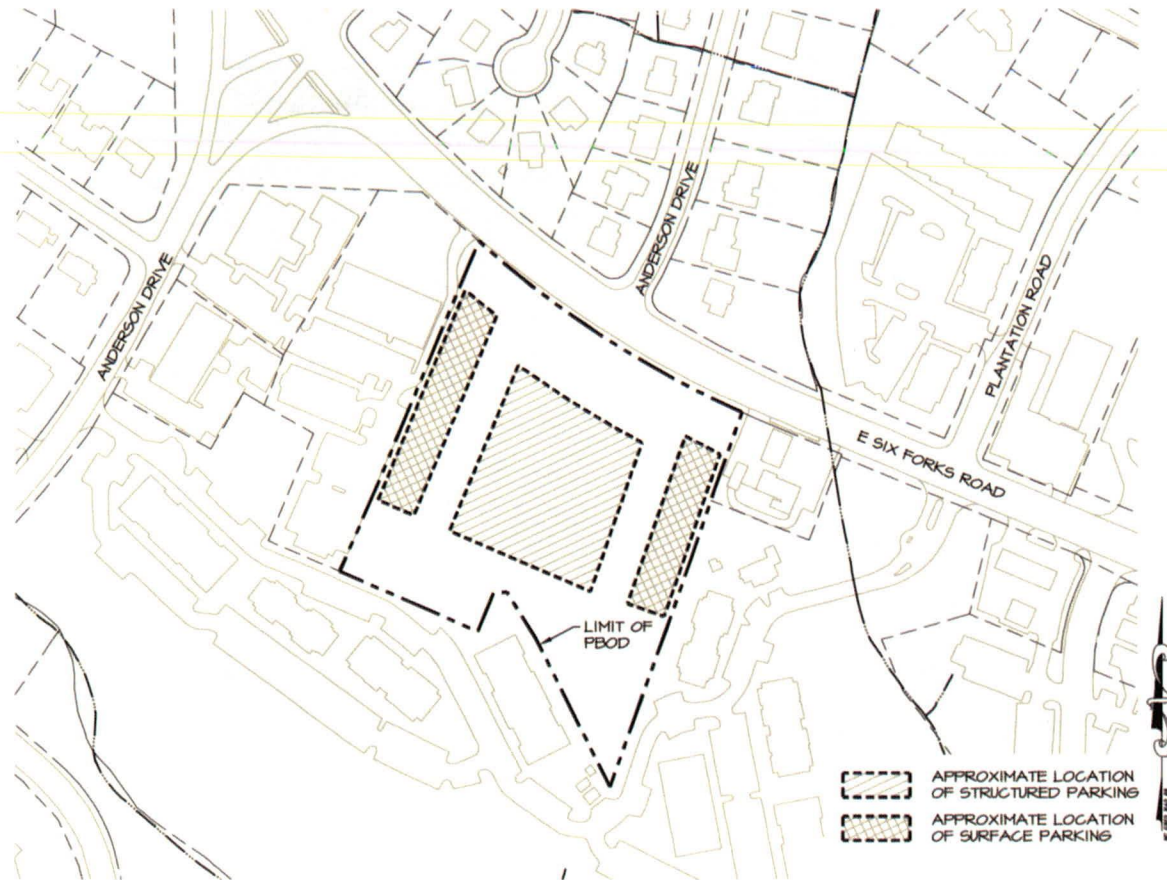 ANDERSON DRIVE
ANDERSON DRIVE
PLANTATION ROAD
E SIX FORKS ROAD
LIMIT OF
PBOD
APPROXIMATE LOCATION
OF STRUCTURED PARKING
APPROXIMATE LOCATION
OF SURFACE PARKING